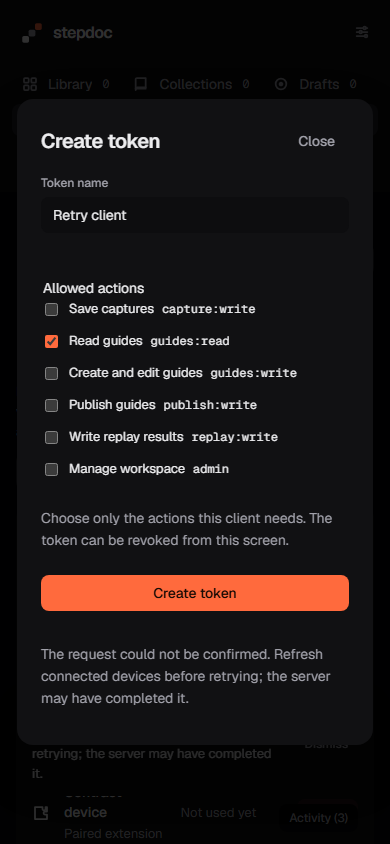 stepdoc
Library 0 Collections 0 Drafts 0
Create token Close
Token name
Retry client
Allowed actions
Save captures capture:write
Read guides guides:read
Create and edit guides guides:write
Publish guides publish:write
Write replay results replay:write
Manage workspace admin
Choose only the actions this client needs. The
token can be revoked from this screen.
Create token
The request could not be confirmed. Refresh
connected devices before retrying; the server
may have completed it.
retrying; the server may have completed
it.
device Not used yet Activity (3)
Paired extension